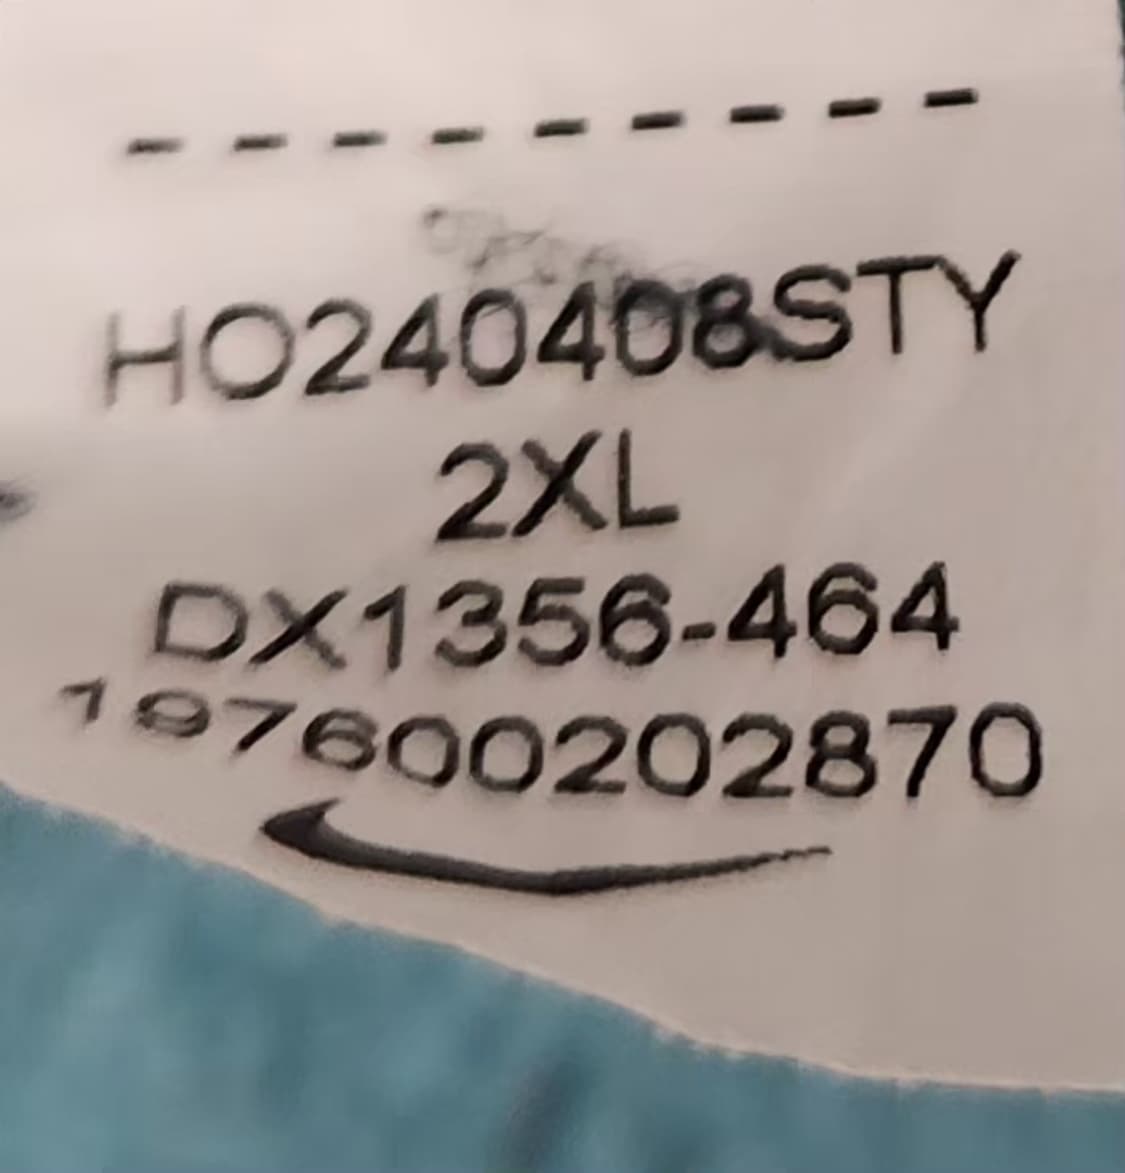 ---------
HO240408STY
2XL
DX1356-464
197600202870